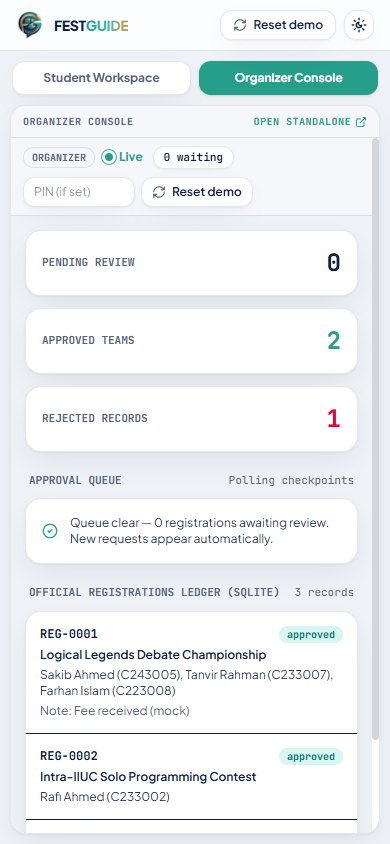 FESTGUIDE
Reset demo
Student Workspace
Organizer Console
ORGANIZER CONSOLE
OPEN STANDALONE
ORGANIZER
Live
0 waiting
PIN (if set)
Reset demo
PENDING REVIEW
0
APPROVED TEAMS
2
REJECTED RECORDS
1
APPROVAL QUEUE
Polling checkpoints
Queue clear — 0 registrations awaiting review.
New requests appear automatically.
OFFICIAL REGISTRATIONS LEDGER (SQLITE)
3 records
REG-0001
approved
Logical Legends Debate Championship
Sakib Ahmed (C243005), Tanvir Rahman (C233007),
Farhan Islam (C223008)
Note: Fee received (mock)
REG-0002
approved
Intra-IIUC Solo Programming Contest
Rafi Ahmed (C233002)